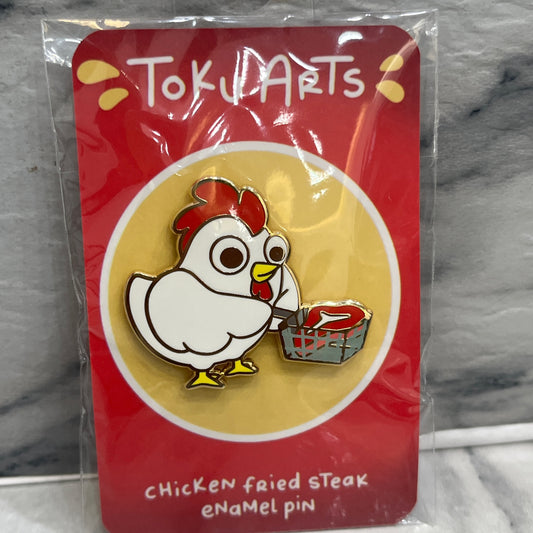 TOKU ARTS
CHICKEN FRIED STEAK
ENAMEL PIN